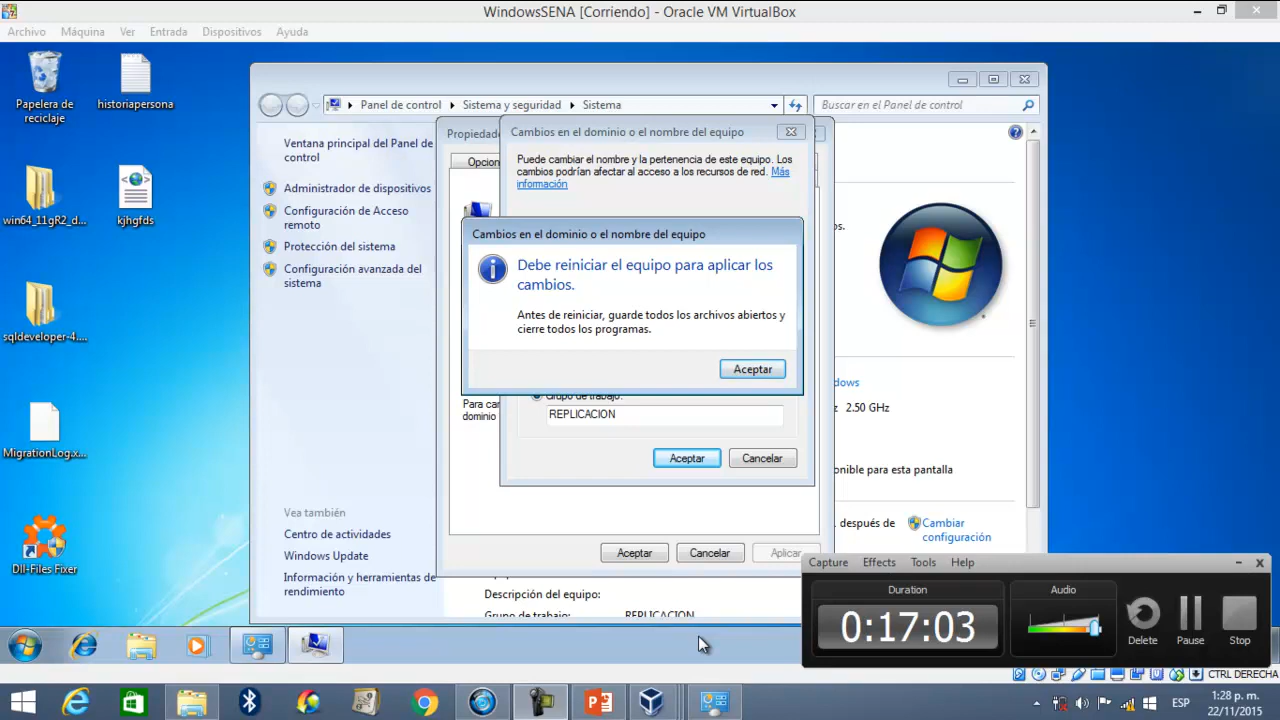 WindowsSENA [Corriendo] - Oracle VM VirtualBox
Archivo Máquina Ver Entrada Dispositivos Ayuda
Papelera de
reciclaje
historiapersona
win64_11gR2_d...
kjhgfds
sqldeveloper-4....
MigrationLog.x...
Dll-Files Fixer
Panel de control Sistema y seguridad Sistema
Buscar en el Panel de control
Ventana principal del Panel de
control
Administrador de dispositivos
Configuración de Acceso
remoto
Protección del sistema
Configuración avanzada del
sistema
Vea también
Centro de actividades
Windows Update
Información y herramientas de
rendimiento
Propiedade
Opcion
Para can
dominio
Cambios en el dominio o el nombre del equipo
Puede cambiar el nombre y la pertenencia de este equipo. Los
cambios podrían afectar al acceso a los recursos de red. Más
información
Cambios en el dominio o el nombre del equipo
Debe reiniciar el equipo para aplicar los
cambios.
Antes de reiniciar, guarde todos los archivos abiertos y
cierre todos los programas.
Aceptar
Grupo de trabajo:
REPLICACION
Aceptar Cancelar
Aceptar Cancelar Aplicar
os.
dows
z 2.50 GHz
ponible para esta pantalla
después de
Cambiar
configuración
Descripción del equipo:
Grupo de trabajo: REPLICACION
Capture Effects Tools Help
Duration
0:17:03
Audio
Delete Pause Stop
CTRL DERECHA
ESP
1:28 p. m.
22/11/2015